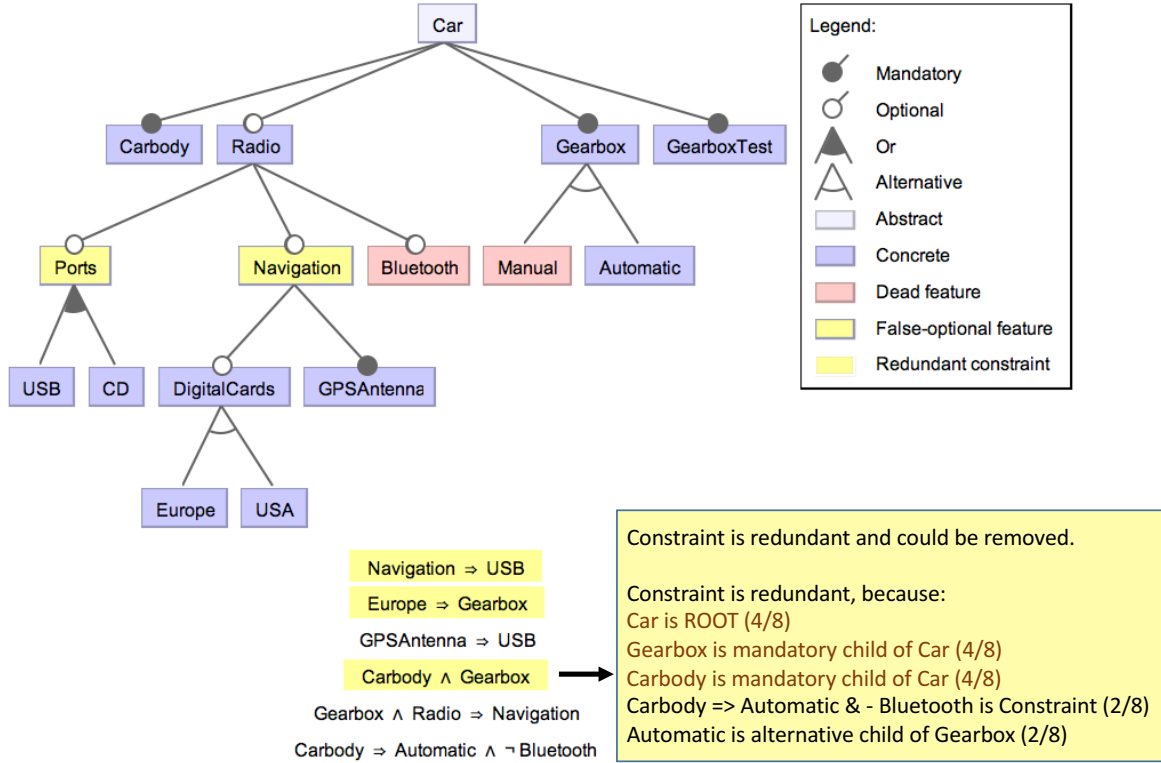 Car
Legend:
Mandatory
Optional
Or
Alternative
Abstract
Concrete
Dead feature
False-optional feature
Redundant constraint
Carbody
Radio
Gearbox
GearboxTest
Ports
Navigation
Bluetooth
Manual
Automatic
USB
CD
DigitalCards
GPSAntenna
Europe
USA
Navigation ⇒ USB
Europe ⇒ Gearbox
GPSAntenna ⇒ USB
Carbody ∧ Gearbox
Gearbox ∧ Radio ⇒ Navigation
Carbody ⇒ Automatic ∧ ¬ Bluetooth
Constraint is redundant and could be removed.
Constraint is redundant, because:
Car is ROOT (4/8)
Gearbox is mandatory child of Car (4/8)
Carbody is mandatory child of Car (4/8)
Carbody => Automatic & - Bluetooth is Constraint (2/8)
Automatic is alternative child of Gearbox (2/8)